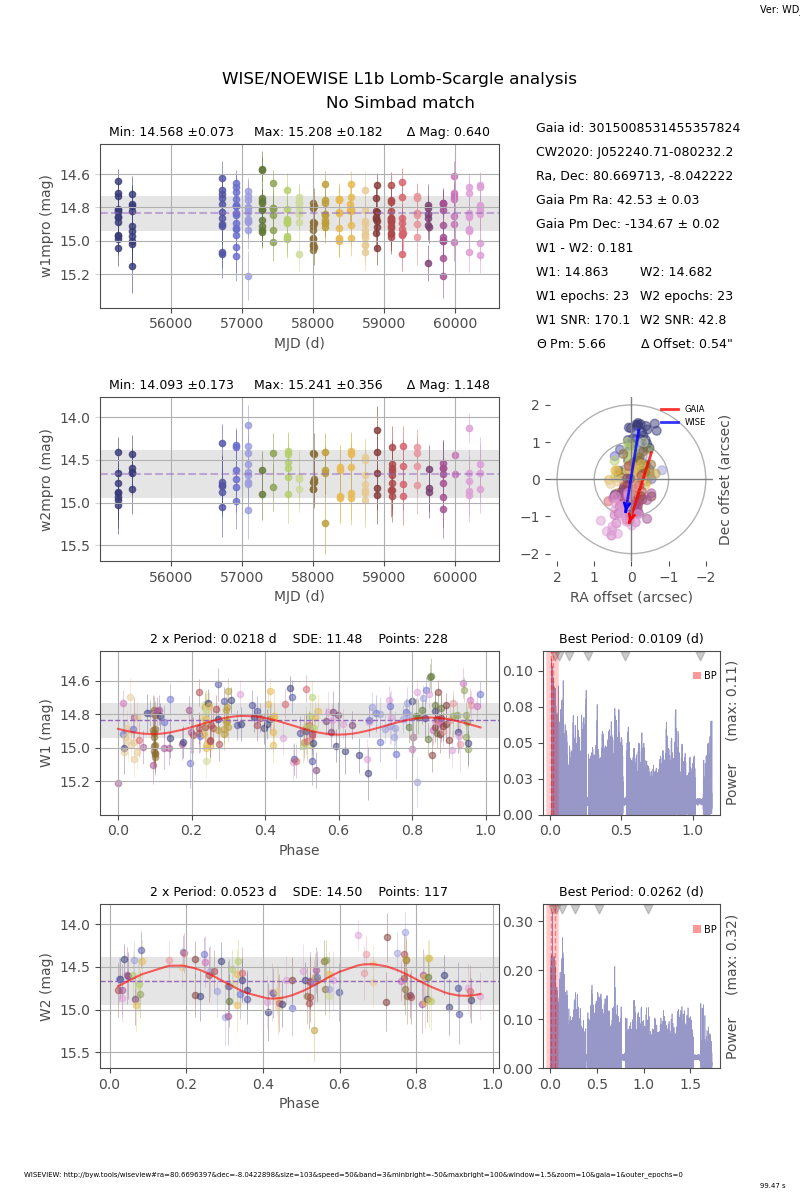 Ver: WD_
WISE/NOEWISE L1b Lomb-Scargle analysis
No Simbad match
Min: 14.568 ±0.073 Max: 15.208 ±0.182 Δ Mag: 0.640
14.6
14.8
15.0
15.2
w1mpro (mag)
56000 57000 58000 59000 60000
MJD (d)
Gaia id: 3015008531455357824
CW2020: J052240.71-080232.2
Ra, Dec: 80.669713, -8.042222
Gaia Pm Ra: 42.53 ± 0.03
Gaia Pm Dec: -134.67 ± 0.02
W1 - W2: 0.181
W1: 14.863 W2: 14.682
W1 epochs: 23 W2 epochs: 23
W1 SNR: 170.1 W2 SNR: 42.8
Θ Pm: 5.66 Δ Offset: 0.54"
Min: 14.093 ±0.173 Max: 15.241 ±0.356 Δ Mag: 1.148
14.0
14.5
15.0
15.5
w2mpro (mag)
56000 57000 58000 59000 60000
MJD (d)
GAIA
WISE
2
1
0
−1
−2
Dec offset (arcsec)
2 1 0 −1 −2
RA offset (arcsec)
2 x Period: 0.0218 d SDE: 11.48 Points: 228
14.6
14.8
15.0
15.2
W1 (mag)
0.0 0.2 0.4 0.6 0.8 1.0
Phase
Best Period: 0.0109 (d)
BP
0.10
0.08
0.05
0.03
0.00
Power (max: 0.11)
0.0 0.5 1.0
2 x Period: 0.0523 d SDE: 14.50 Points: 117
14.0
14.5
15.0
15.5
W2 (mag)
0.0 0.2 0.4 0.6 0.8 1.0
Phase
Best Period: 0.0262 (d)
BP
0.30
0.20
0.10
0.00
Power (max: 0.32)
0.0 0.5 1.0 1.5
WISEVIEW: http://byw.tools/wiseview#ra=80.6696397&dec=-8.0422898&size=103&speed=50&band=3&minbright=-50&maxbright=100&window=1.5&zoom=10&gaia=1&outer_epochs=0
99.47 s